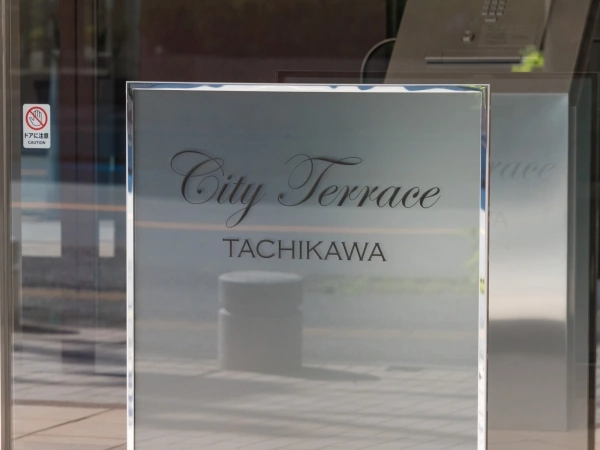 City Terrace
TACHIKAWA
ドアに注意
CAUTION